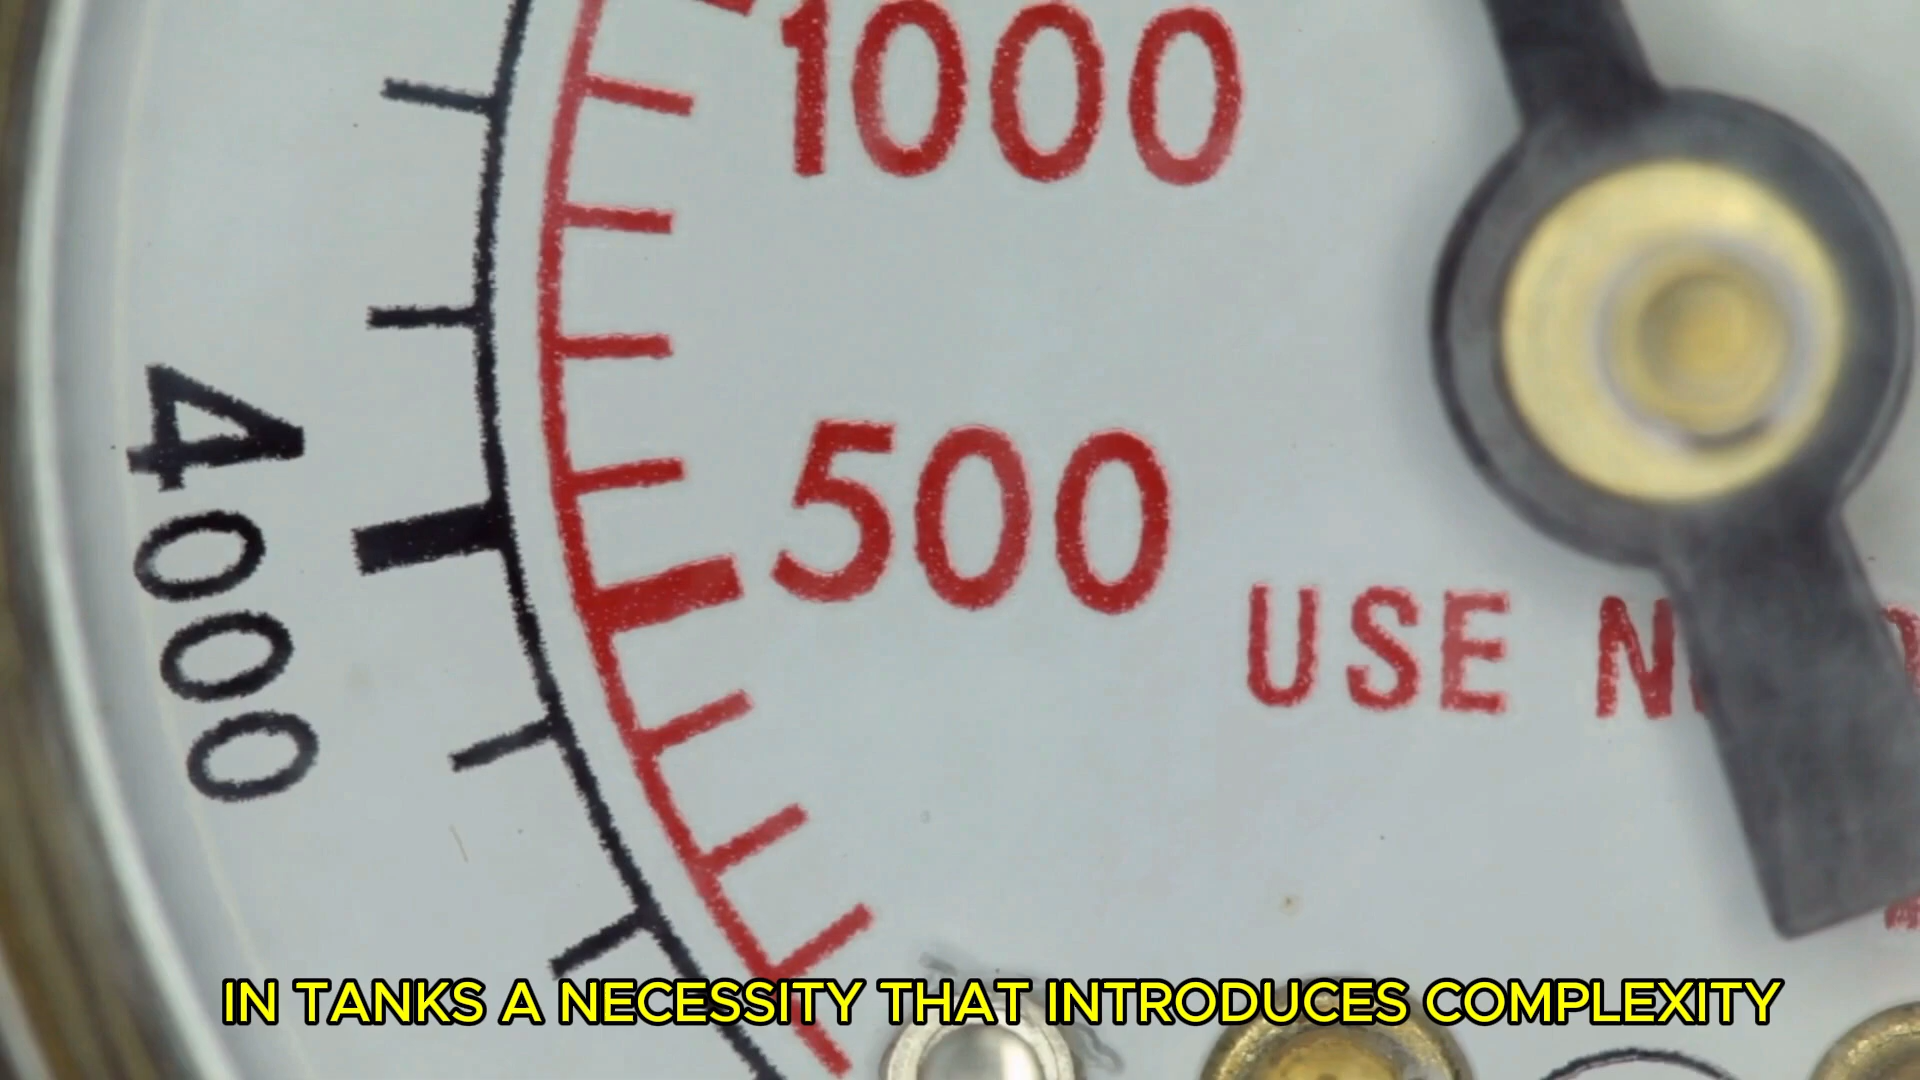 1000
4000
500
USE
IN TANKS A NECESSITY THAT INTRODUCES COMPLEXITY